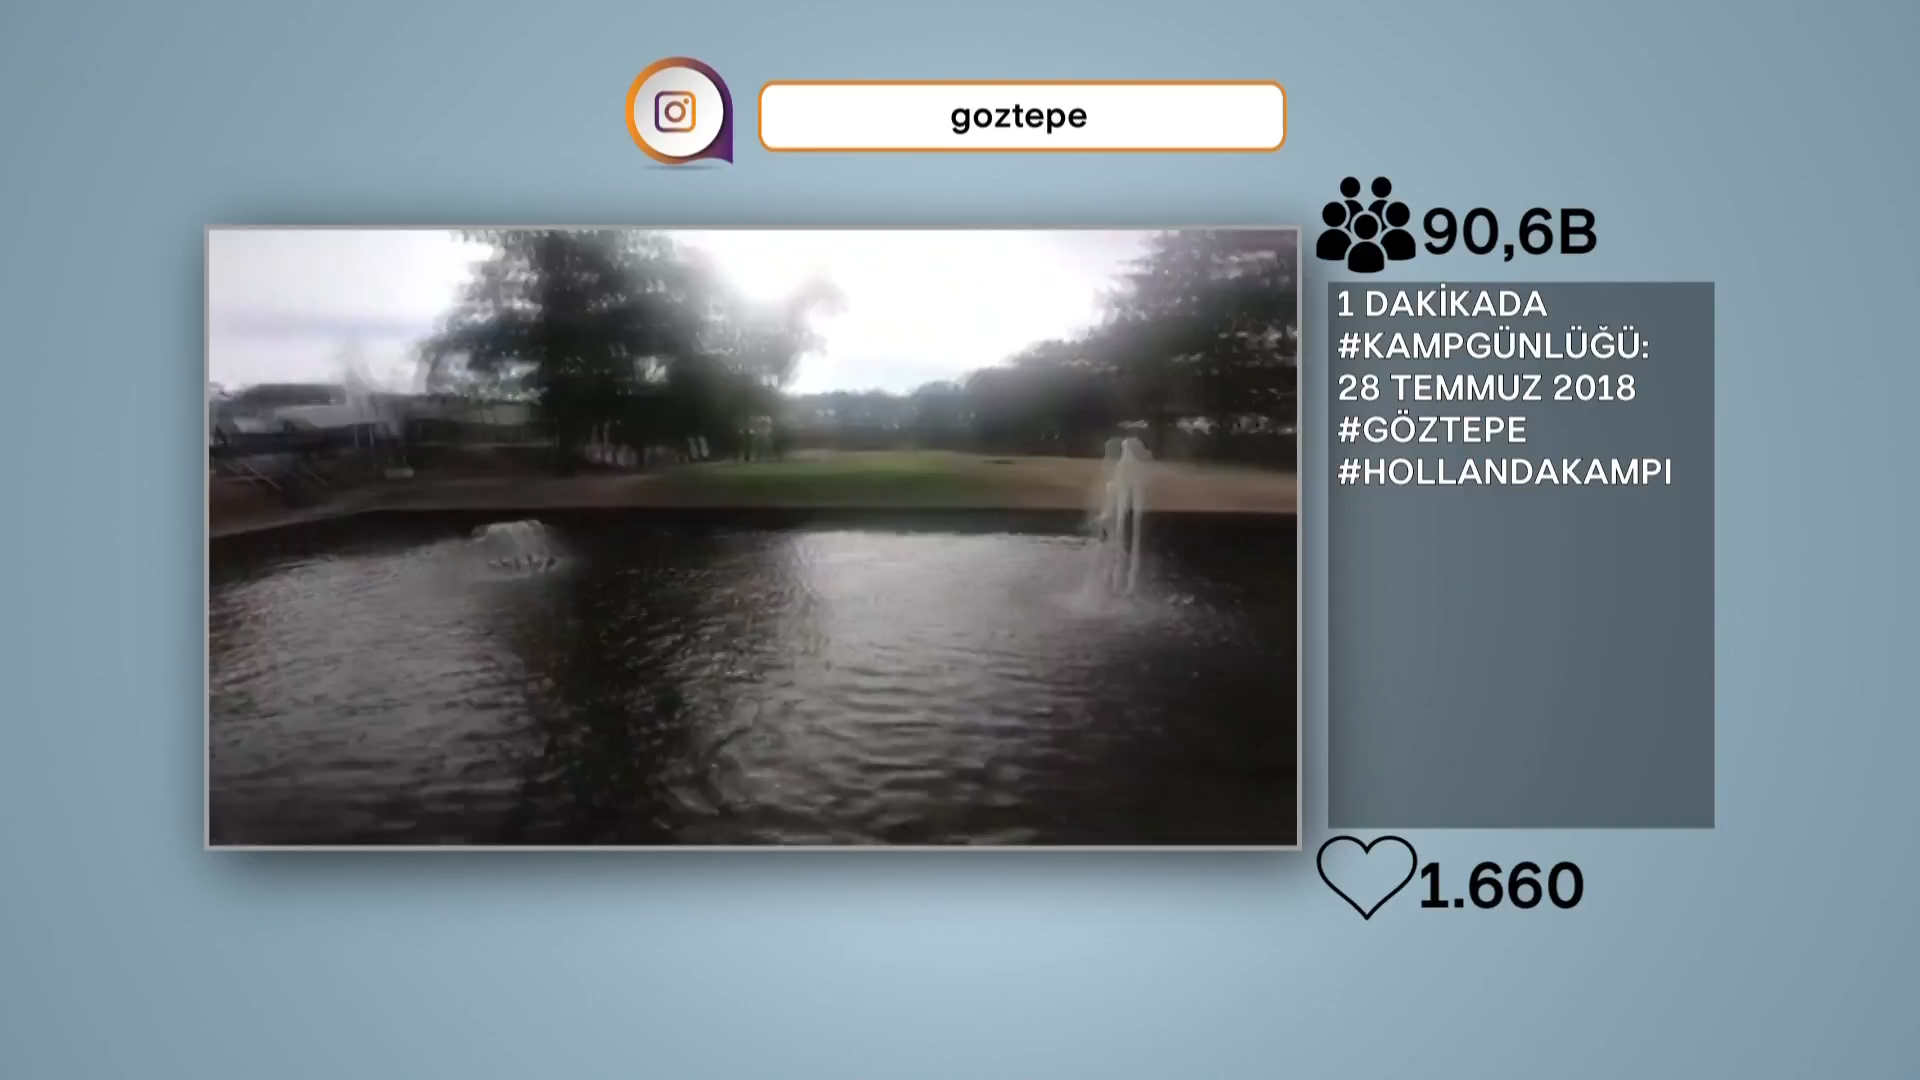 goztepe
90,6B
1 DAKİKADA
#KAMPGÜNLÜĞÜ:
28 TEMMUZ 2018
#GÖZTEPE
#HOLLANDAKAMPI
1.660